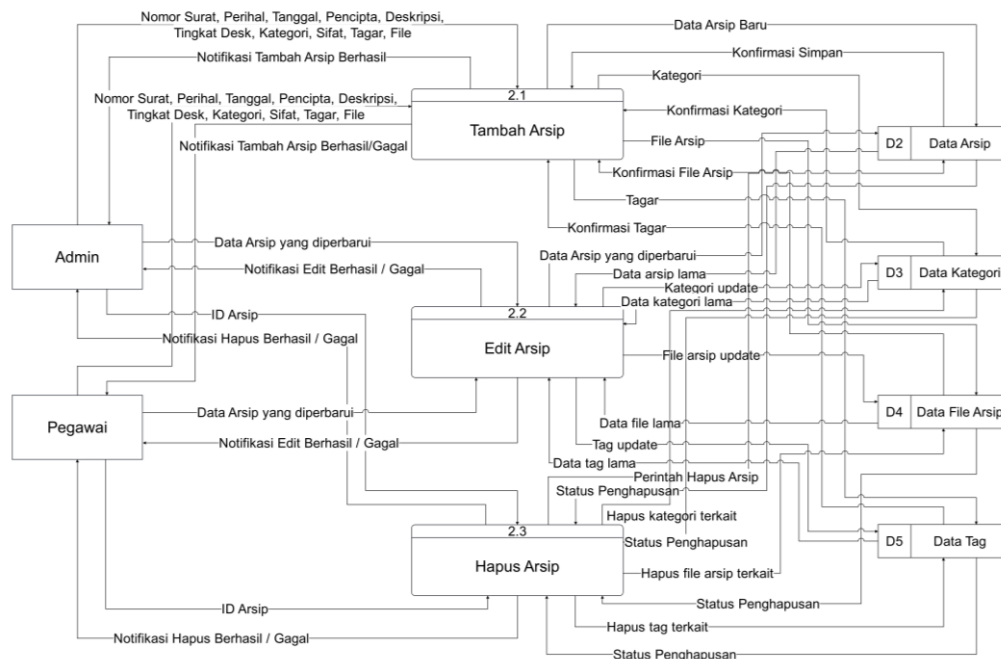 Nomor Surat, Perihal, Tanggal, Pencipta, Deskripsi,
Tingkat Desk, Kategori, Sifat, Tagar, File
Data Arsip Baru
Notifikasi Tambah Arsip Berhasil
Konfirmasi Simpan
Kategori
Nomor Surat, Perihal, Tanggal, Pencipta, Deskripsi,
Tingkat Desk, Kategori, Sifat, Tagar, File
2.1
Tambah Arsip
Konfirmasi Kategori
Notifikasi Tambah Arsip Berhasil/Gagal
File Arsip
D2
Data Arsip
Konfirmasi File Arsip
Tagar
Konfirmasi Tagar
Admin
Data Arsip yang diperbarui
Data Arsip yang diperbarui
Notifikasi Edit Berhasil / Gagal
Data arsip lama
D3
Data Kategori
Kategori update
Data kategori lama
ID Arsip
2.2
Edit Arsip
Notifikasi Hapus Berhasil / Gagal
File arsip update
Pegawai
Data Arsip yang diperbarui
D4
Data File Arsip
Data file lama
Notifikasi Edit Berhasil / Gagal
Tag update
Data tag lama
Perintah Hapus Arsip
Status Penghapusan
Hapus kategori terkait
2.3
Hapus Arsip
Status Penghapusan
D5
Data Tag
Hapus file arsip terkait
Status Penghapusan
ID Arsip
Hapus tag terkait
Notifikasi Hapus Berhasil / Gagal
Status Penghapusan